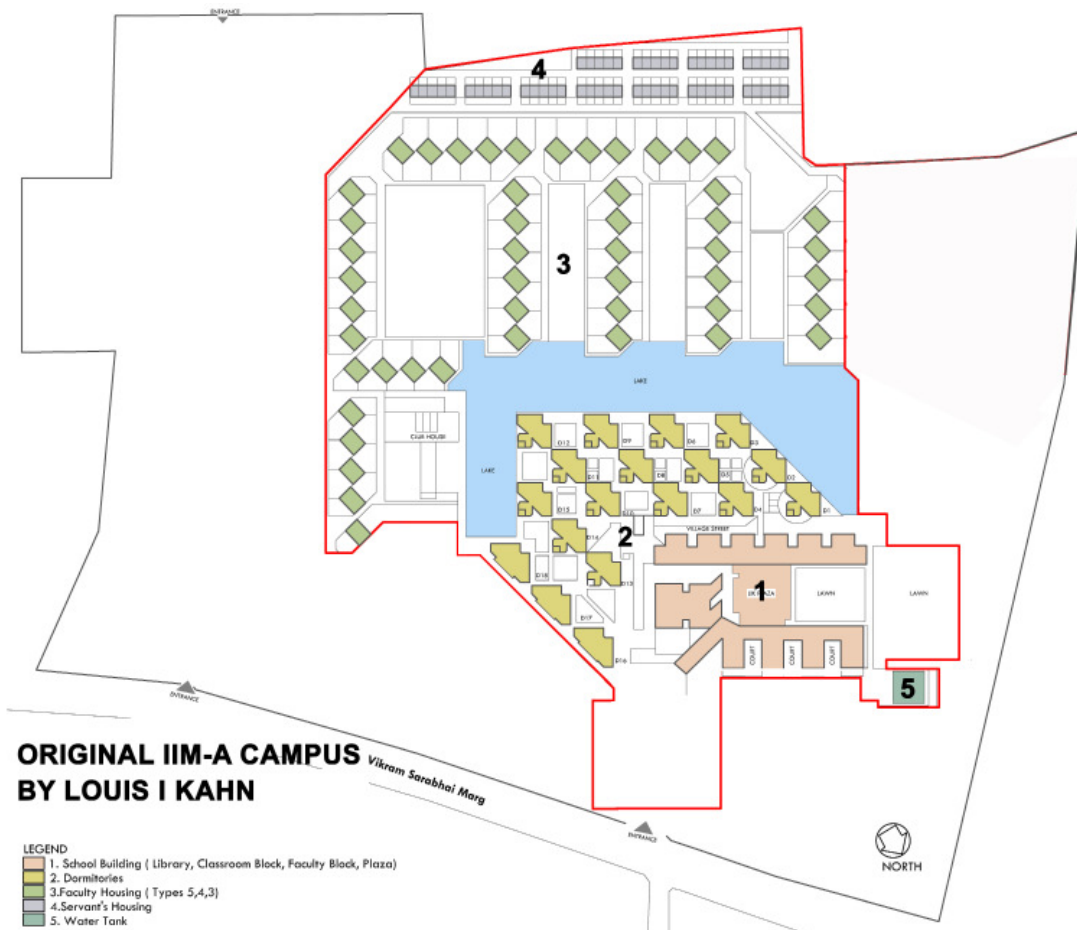 ENTRANCE
4
3
LAKE
CLUB HOUSE
LAKE
D12
D9
D6
D3
D11
D8
D5
D2
D15
D7
D4
D1
2
VILLAGE STREET
D14
D18
D13
1
LAWN
LAWN
D17
D16
COURT
COURT
COURT
5
ENTRANCE
ORIGINAL IIM-A CAMPUS
BY LOUIS I KAHN
Vikram Sarabhai Marg
ENTRANCE
NORTH
LEGEND
1. School Building ( Library, Classroom Block, Faculty Block, Plaza)
2. Dormitories
3.Faculty Housing ( Types 5,4,3)
4.Servant's Housing
5. Water Tank